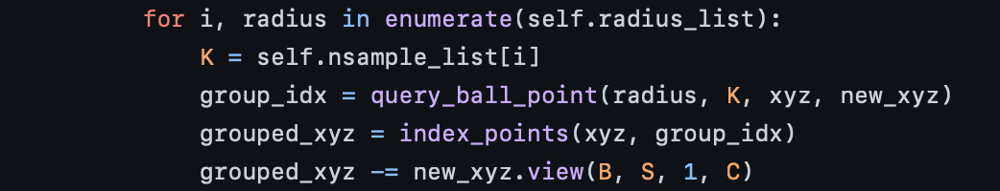 for i, radius in enumerate(self.radius_list):
    K = self.nsample_list[i]
    group_idx = query_ball_point(radius, K, xyz, new_xyz)
    grouped_xyz = index_points(xyz, group_idx)
    grouped_xyz -= new_xyz.view(B, S, 1, C)